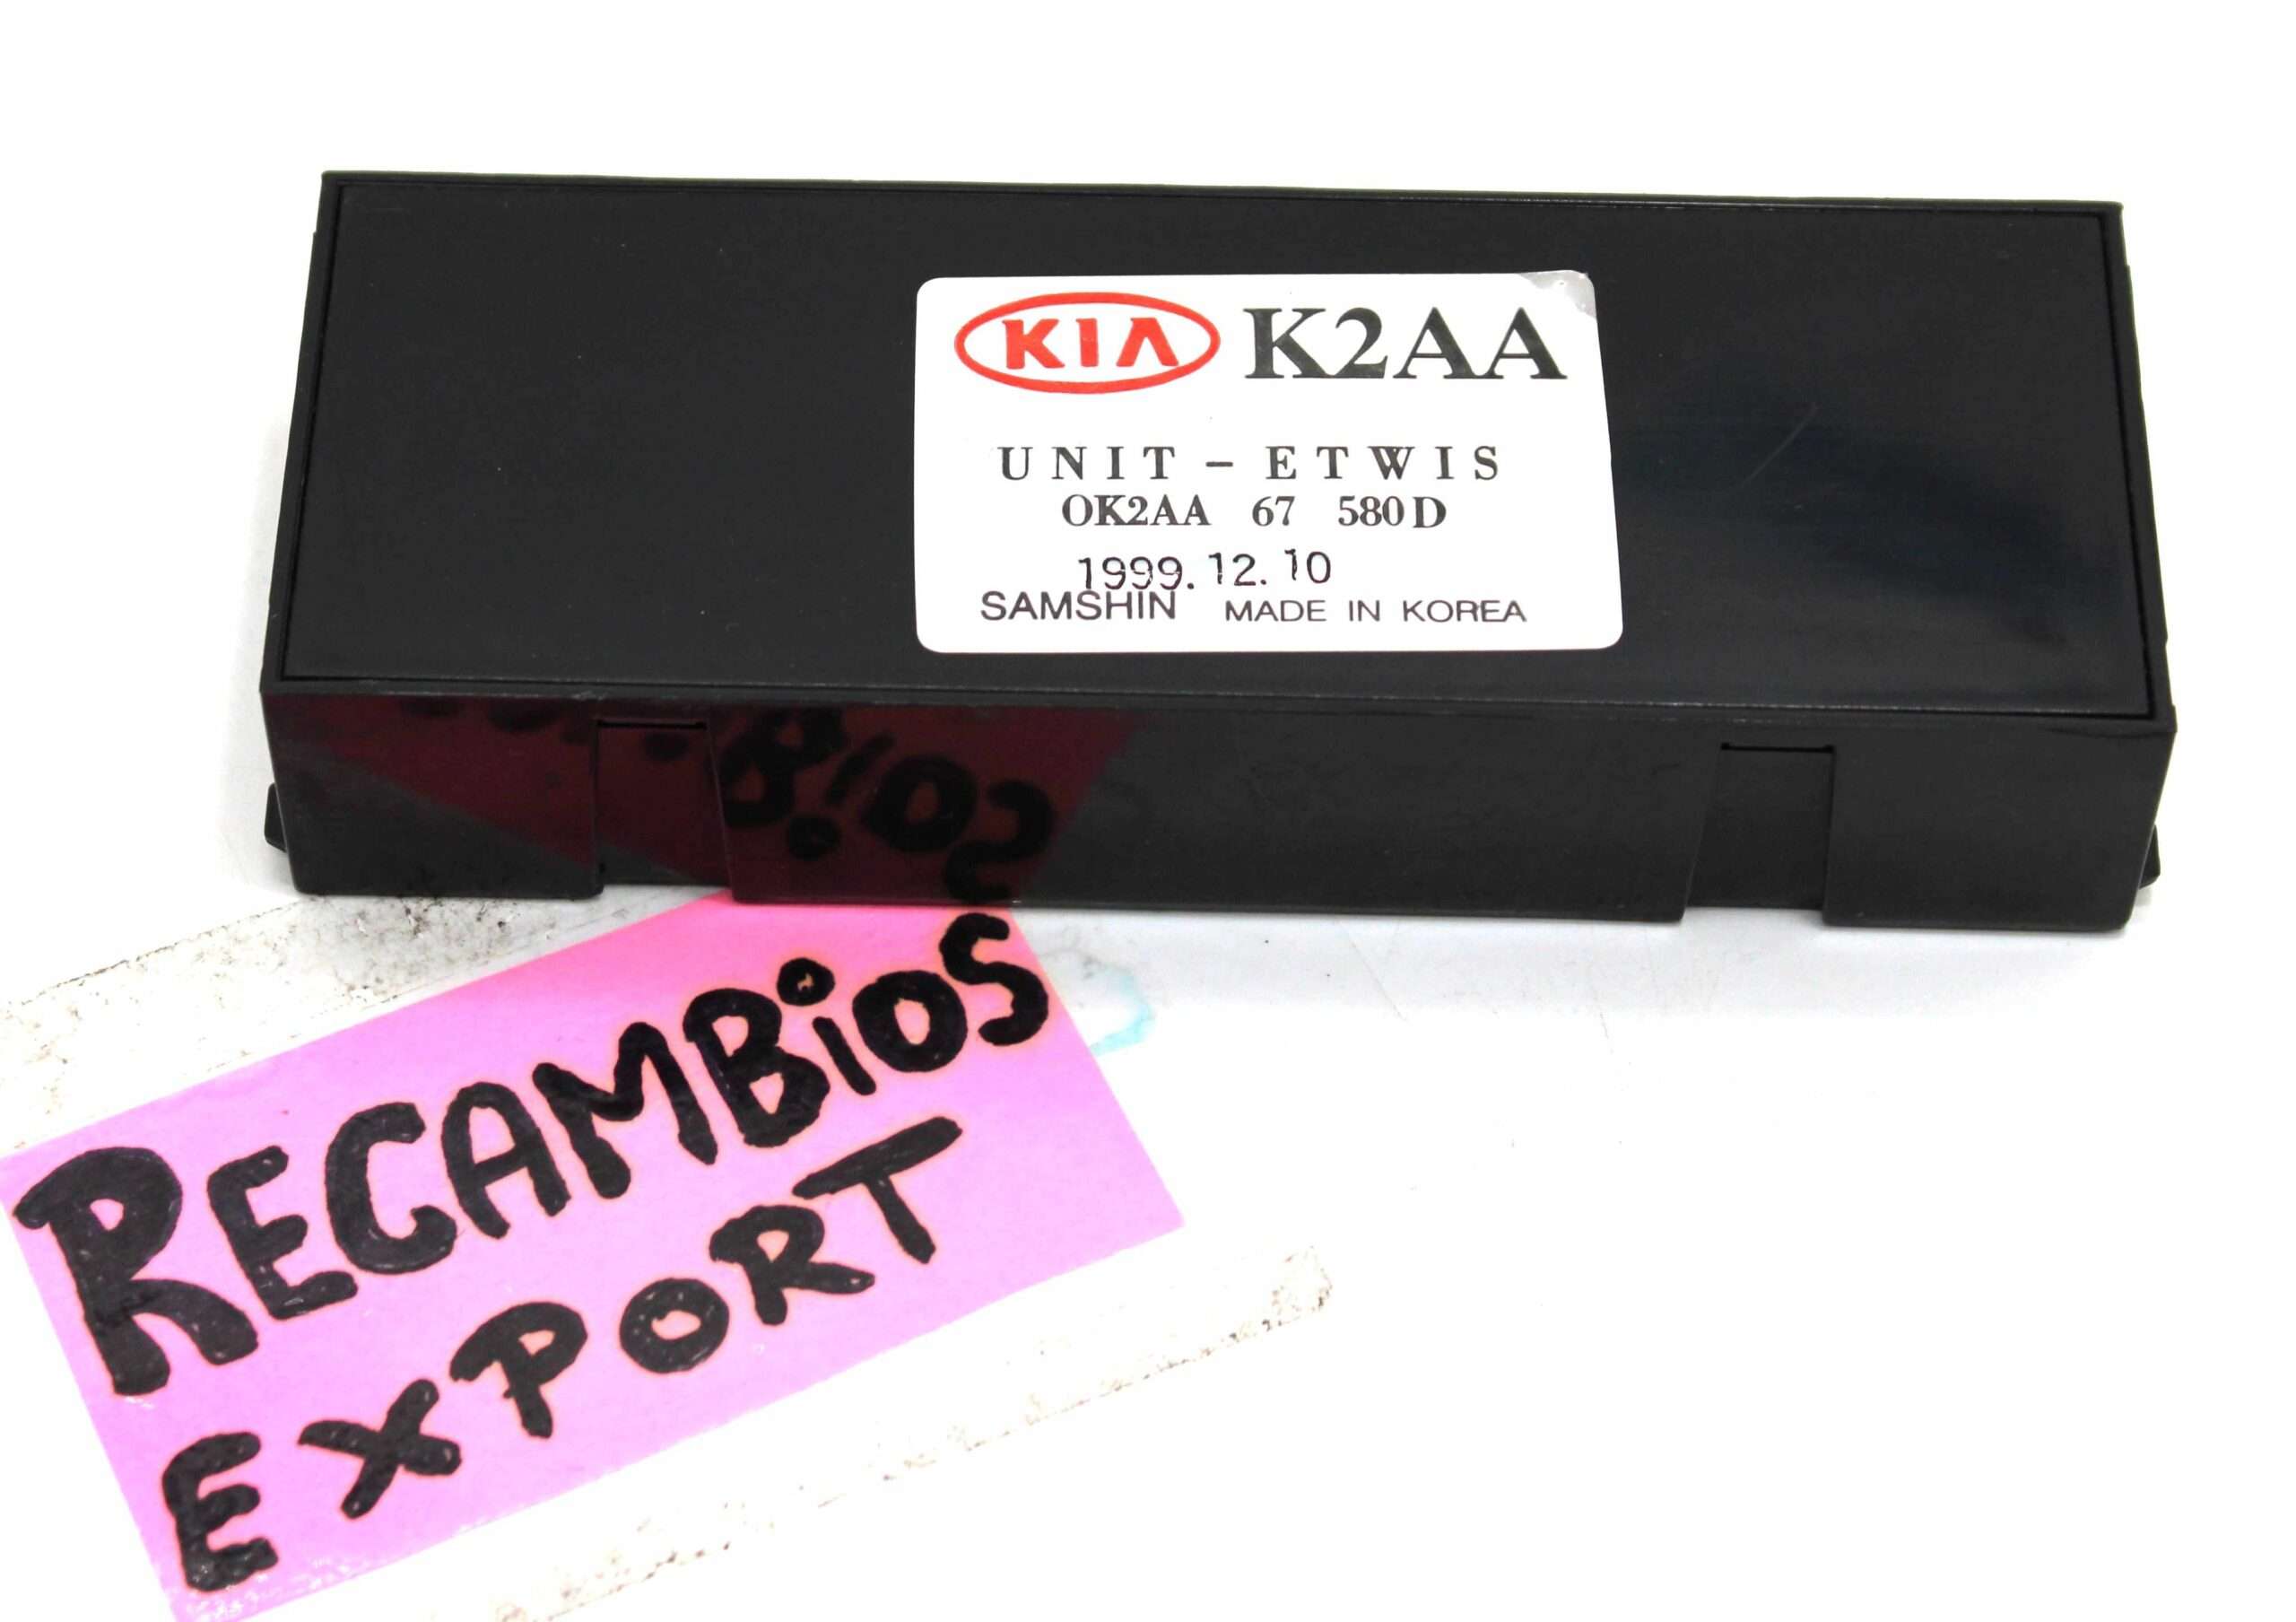 KIA K2AA
UNIT - ETWIS
OK2AA 67 580D
1999.12.10
SAMSHIN MADE IN KOREA
RECAMBiOS
EXPORT